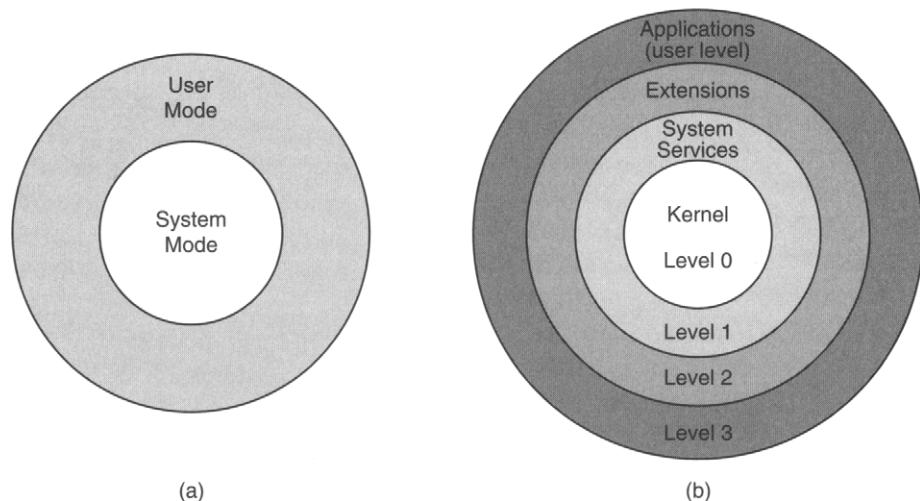 User
Mode
System
Mode
(a)
Applications
(user level)
Extensions
System
Services
Kernel
Level 0
Level 1
Level 2
Level 3
(b)